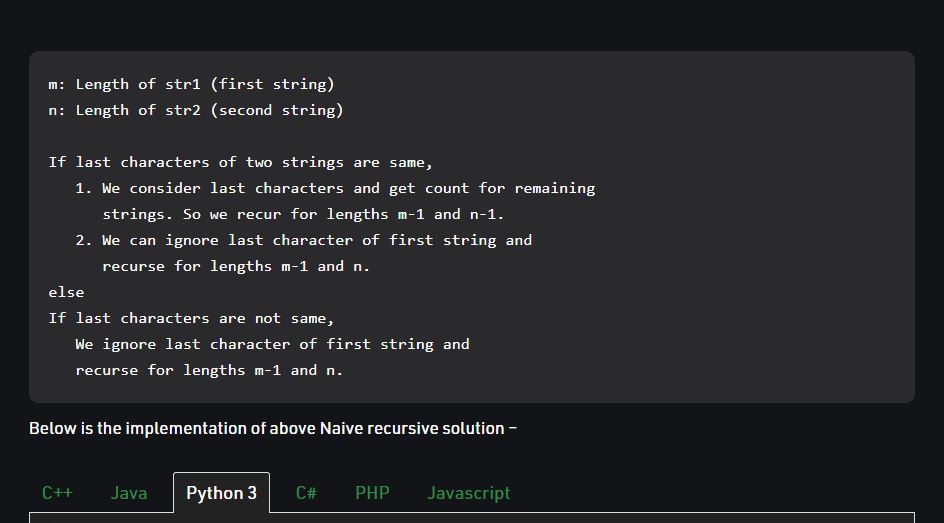 m: Length of str1 (first string)
n: Length of str2 (second string)
If last characters of two strings are same,
1. We consider last characters and get count for remaining
strings. So we recur for lengths m-1 and n-1.
2. We can ignore last character of first string and
recurse for lengths m-1 and n.
else
If last characters are not same,
We ignore last character of first string and
recurse for lengths m-1 and n.
Below is the implementation of above Naive recursive solution –
C++ Java Python 3 C# PHP Javascript